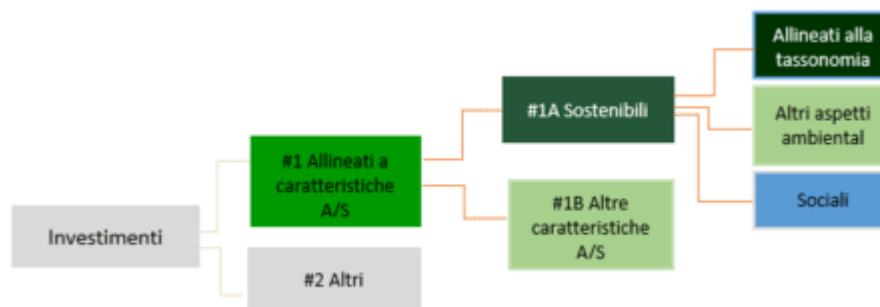 Allineati alla
tassonomia
#1A Sostenibili
Altri aspetti
ambiental
#1 Allineati a
caratteristiche
A/S
Sociali
#1B Altre
caratteristiche
A/S
Investimenti
#2 Altri